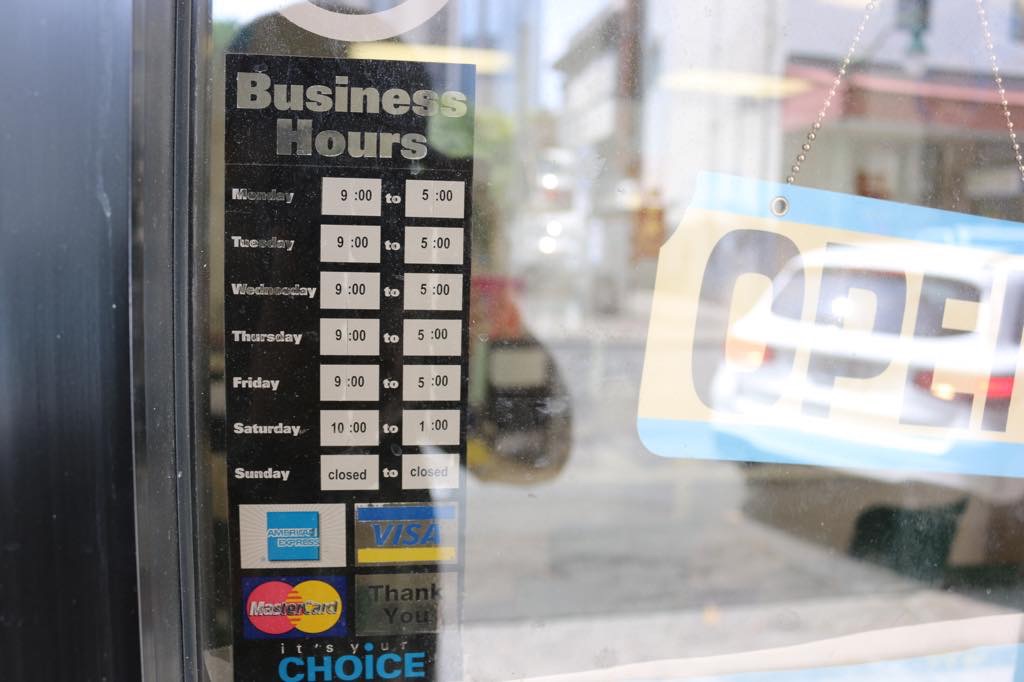 Business
Hours
Monday 9 :00 to 5 :00
Tuesday 9 :00 to 5 :00
Wednesday 9 :00 to 5 :00
Thursday 9 :00 to 5 :00
Friday 9 :00 to 5 :00
Saturday 10 :00 to 1 :00
Sunday closed to closed
AMERICAN
EXPRESS
VISA
MasterCard
Thank
You
it's your
CHOiCE
OPEN